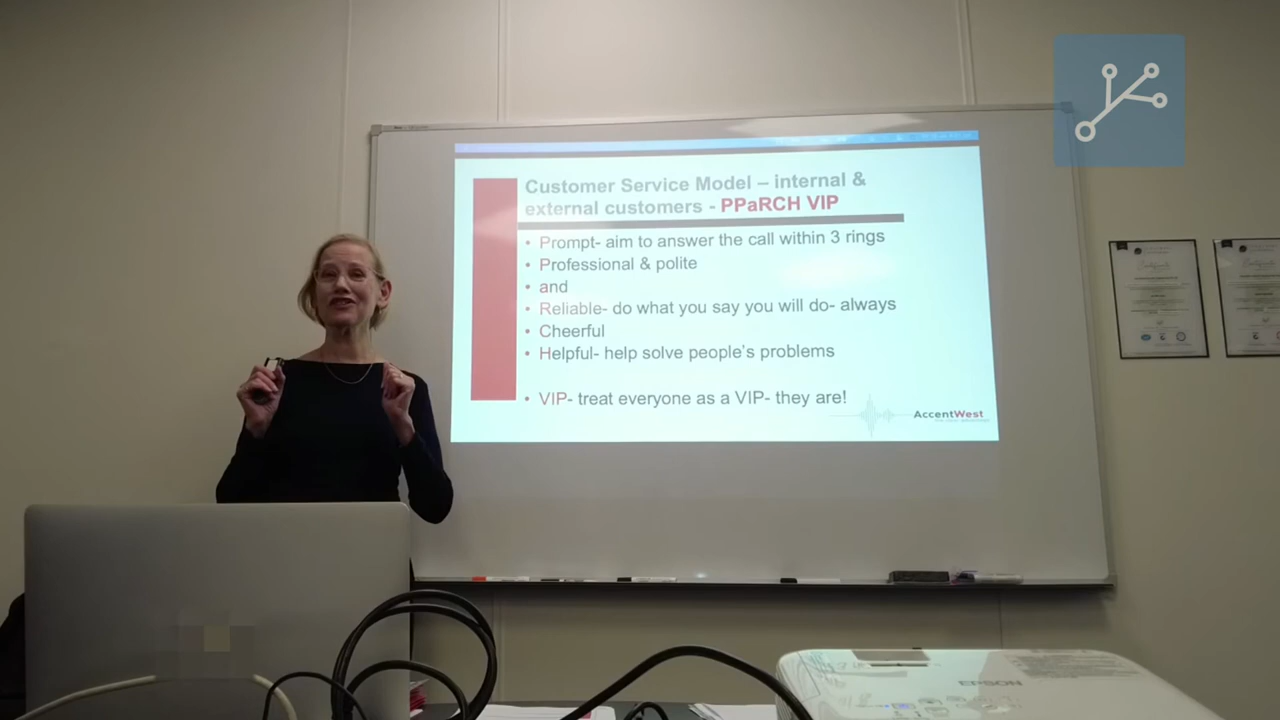 Customer Service Model – internal &
external customers - PPaRCH VIP
• Prompt- aim to answer the call within 3 rings
• Professional & polite
• and
• Reliable- do what you say you will do- always
• Cheerful
• Helpful- help solve people's problems
• VIP- treat everyone as a VIP- they are!
AccentWest
EPSON